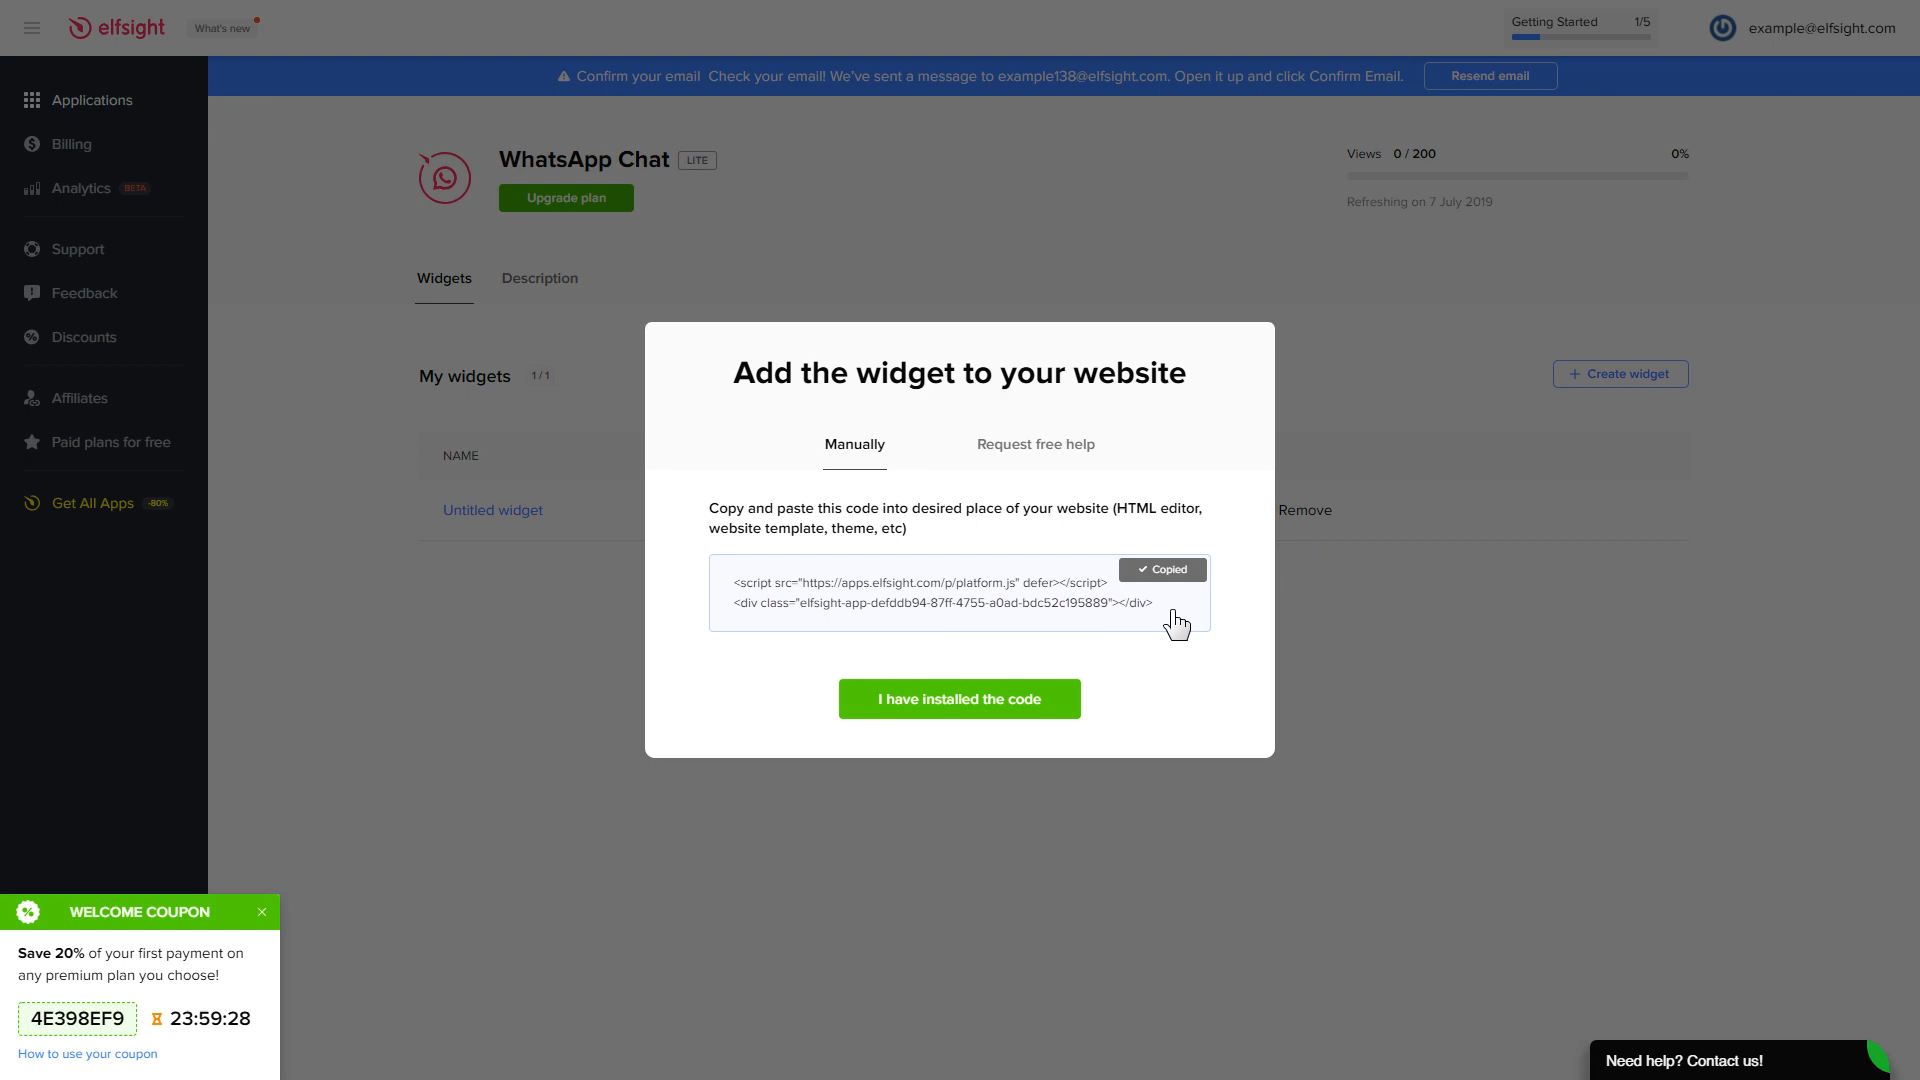 elfsight
What's new
Getting Started 1/5
example@elfsight.com
Confirm your email Check your email! We've sent a message to example138@elfsight.com. Open it up and click Confirm Email.
Resend email
Applications
Billing
Analytics BETA
Support
Feedback
Discounts
Affiliates
Paid plans for free
Get All Apps -80%
WhatsApp Chat LITE
Upgrade plan
Views 0 / 200 0%
Refreshing on 7 July 2019
Widgets Description
My widgets 1 / 1
+ Create widget
NAME
Untitled widget
Remove
Add the widget to your website
Manually Request free help
Copy and paste this code into desired place of your website (HTML editor,
website template, theme, etc)
Copied
<script src="https://apps.elfsight.com/p/platform.js" defer></script>
<div class="elfsight-app-defddb94-87ff-4755-a0ad-bdc52c195889"></div>
I have installed the code
WELCOME COUPON
Save 20% of your first payment on
any premium plan you choose!
4E398EF9 23:59:28
How to use your coupon
Need help? Contact us!